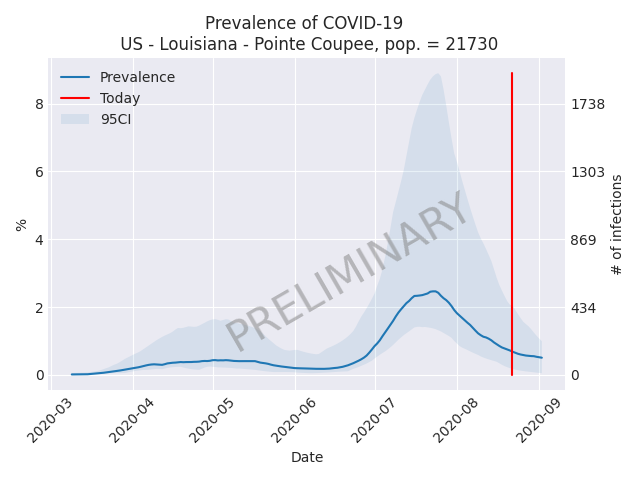 Prevalence of COVID-19
US - Louisiana - Pointe Coupee, pop. = 21730
Prevalence
Today
95CI
8
6
4
2
0
%
1738
1303
869
434
0
# of infections
PRELIMINARY
2020-03
2020-04
2020-05
2020-06
2020-07
2020-08
2020-09
Date